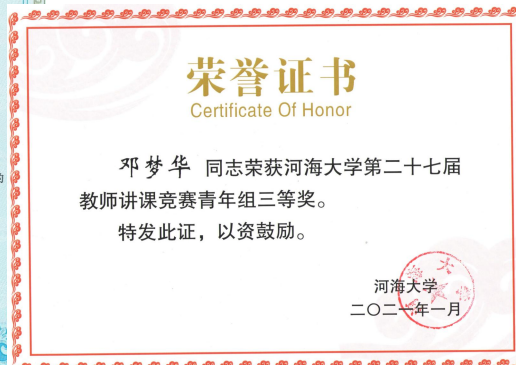 荣誉证书
Certificate Of Honor
邓梦华 同志荣获河海大学第二十七届
教师讲课竞赛青年组三等奖。
特发此证，以资鼓励。
河海大学
二〇二一年一月
的